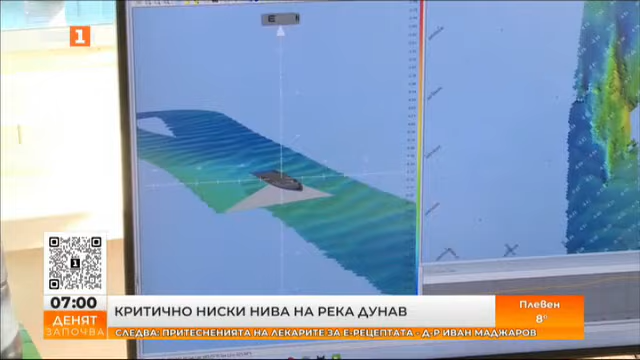 1
E
1
07:00
ДЕНЯТ
ЗАПОЧВА
КРИТИЧНО НИСКИ НИВА НА РЕКА ДУНАВ
СЛЕДВА: ПРИТЕСНЕНИЯТА НА ЛЕКАРИТЕ ЗА Е-РЕЦЕПТАТА - Д-Р ИВАН МАДЖАРОВ
Плевен
8°